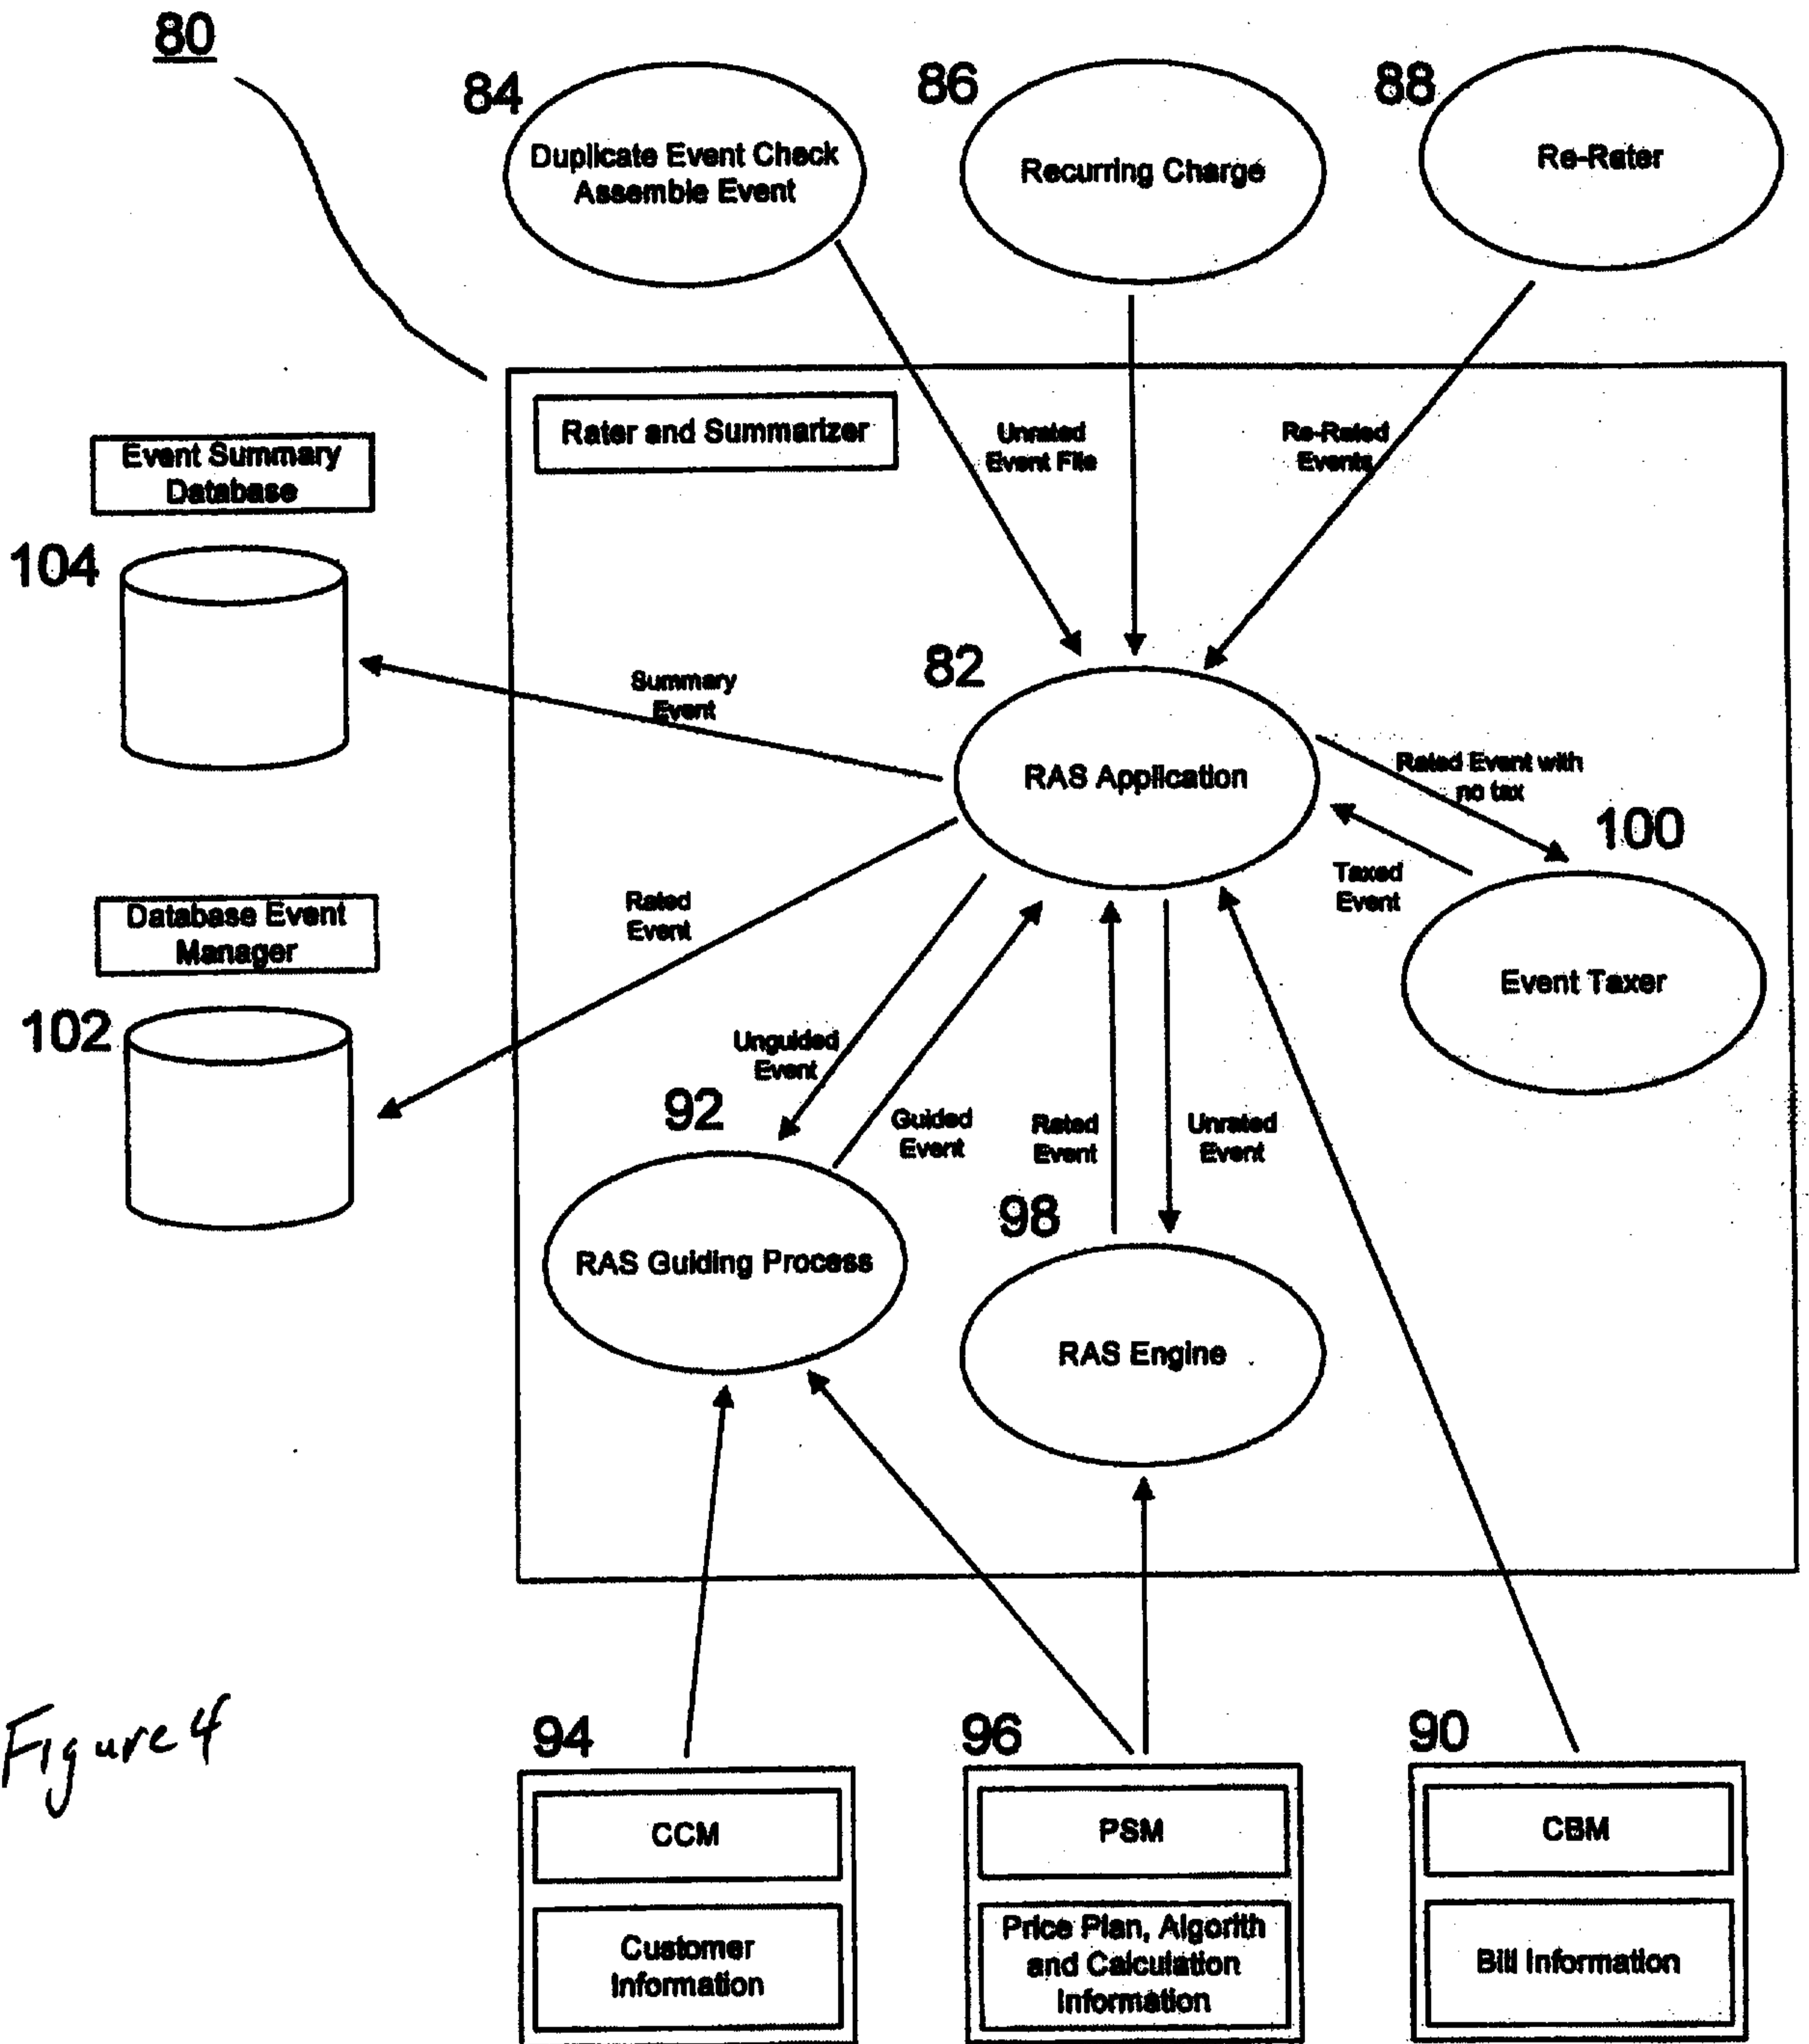 80
84
Duplicate Event Check
Assemble Event
86
Recurring Charge
88
Re-Rater
Rater and Summarizer
Unrated
Event File
Re-Rated
Events
Event Summary
Database
104
82
RAS Application
Summary
Event
Rated Event with
no tax
100
Taxed
Event
Event Taxer
Database Event
Manager
102
Rated
Event
Unguided
Event
92
Guided
Event
Rated
Event
Unrated
Event
98
RAS Guiding Process
RAS Engine
Figure 4
94
CCM
Customer
Information
96
PSM
Price Plan, Algorith
and Calculation
Information
90
CBM
Bill Information